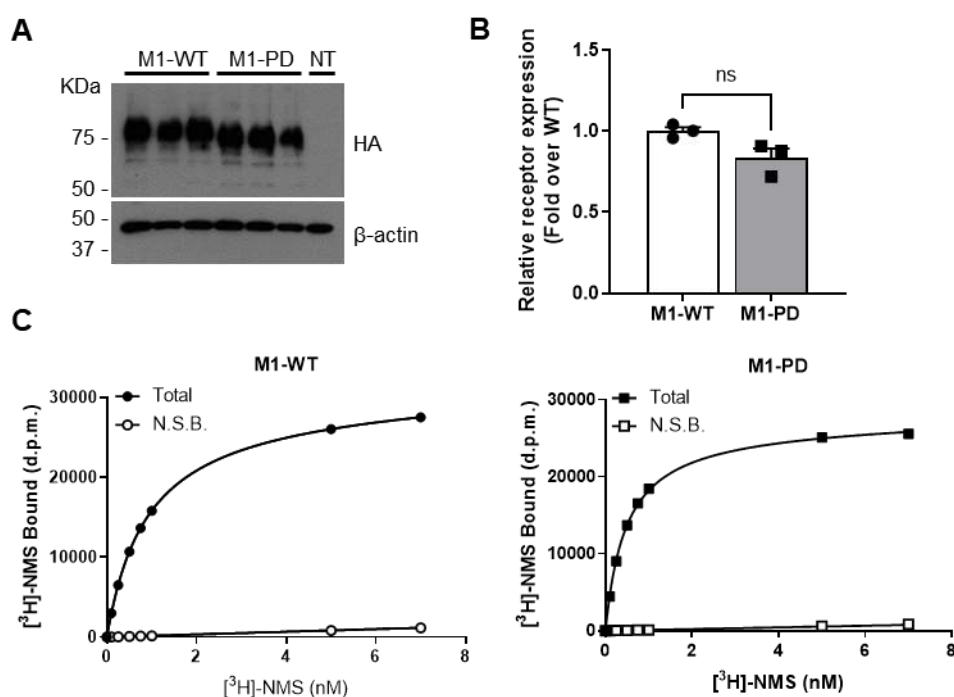 A
M1-WT M1-PD NT
KDa
75 -
50 -
HA
50 -
37 -
β-actin
B
Relative receptor expression
(Fold over WT)
1.5
1.0
0.5
0.0
ns
M1-WT M1-PD
C
M1-WT
[³H]-NMS Bound (d.p.m.)
30000
20000
10000
0
Total
N.S.B.
0 2 4 6 8
[³H]-NMS (nM)
M1-PD
[³H]-NMS Bound (d.p.m.)
30000
20000
10000
0
Total
N.S.B.
0 2 4 6 8
[³H]-NMS (nM)